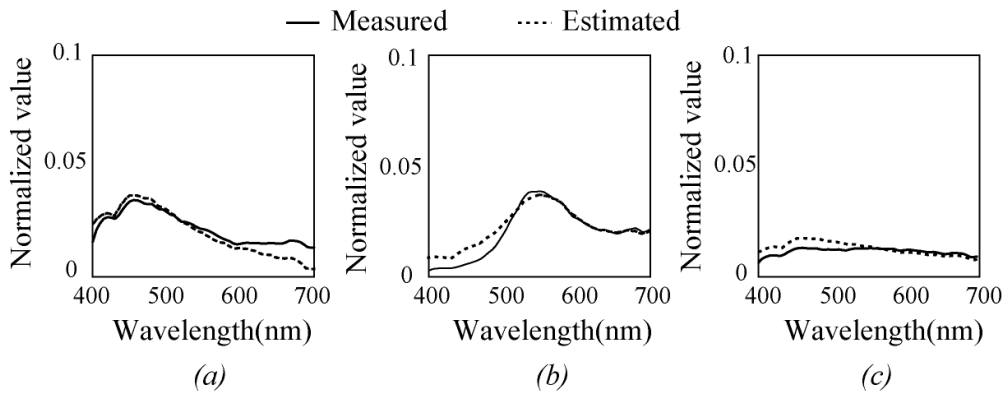 Measured Estimated
Normalized value
0.1
0.05
0
400 500 600 700
Wavelength(nm)
(a)
Normalized value
0.1
0.05
0
400 500 600 700
Wavelength(nm)
(b)
Normalized value
0.1
0.05
0
400 500 600 700
Wavelength(nm)
(c)